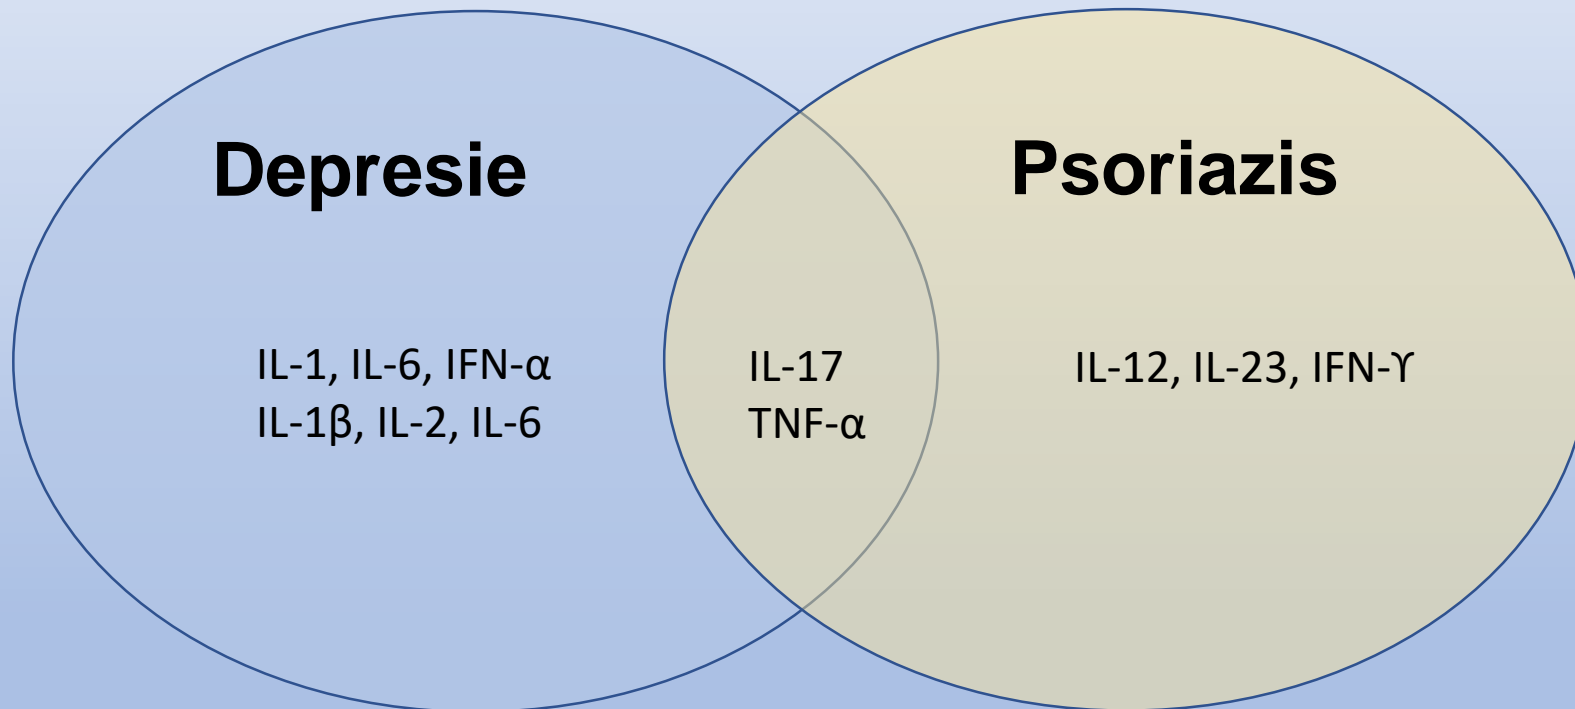 Depresie
Psoriazis
IL-1, IL-6, IFN-α
IL-1β, IL-2, IL-6
IL-17
TNF-α
IL-12, IL-23, IFN-ϒ